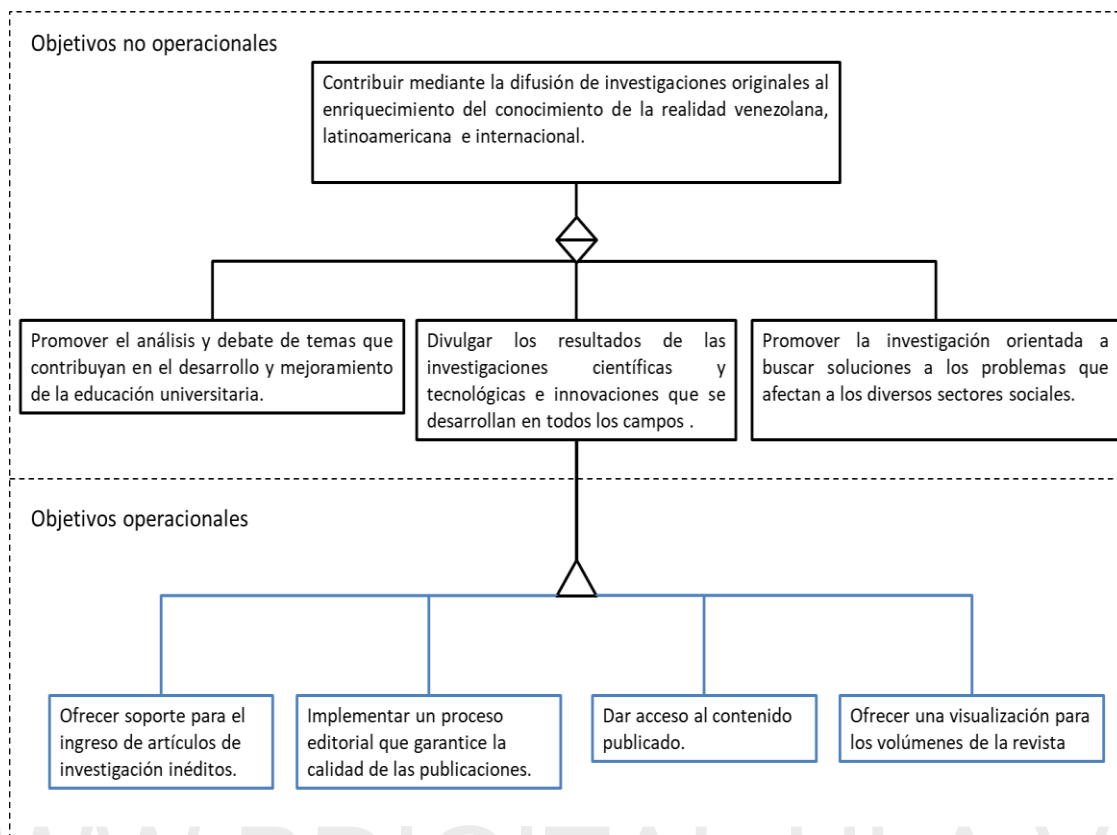 Objetivos no operacionales
Contribuir mediante la difusión de investigaciones originales al
enriquecimiento del conocimiento de la realidad venezolana,
latinoamericana e internacional.
Promover el análisis y debate de temas que
contribuyan en el desarrollo y mejoramiento
de la educación universitaria.
Divulgar los resultados de las
investigaciones científicas y
tecnológicas e innovaciones que se
desarrollan en todos los campos .
Promover la investigación orientada a
buscar soluciones a los problemas que
afectan a los diversos sectores sociales.
Objetivos operacionales
Ofrecer soporte para el
ingreso de artículos de
investigación inéditos.
Implementar un proceso
editorial que garantice la
calidad de las publicaciones.
Dar acceso al contenido
publicado.
Ofrecer una visualización para
los volúmenes de la revista